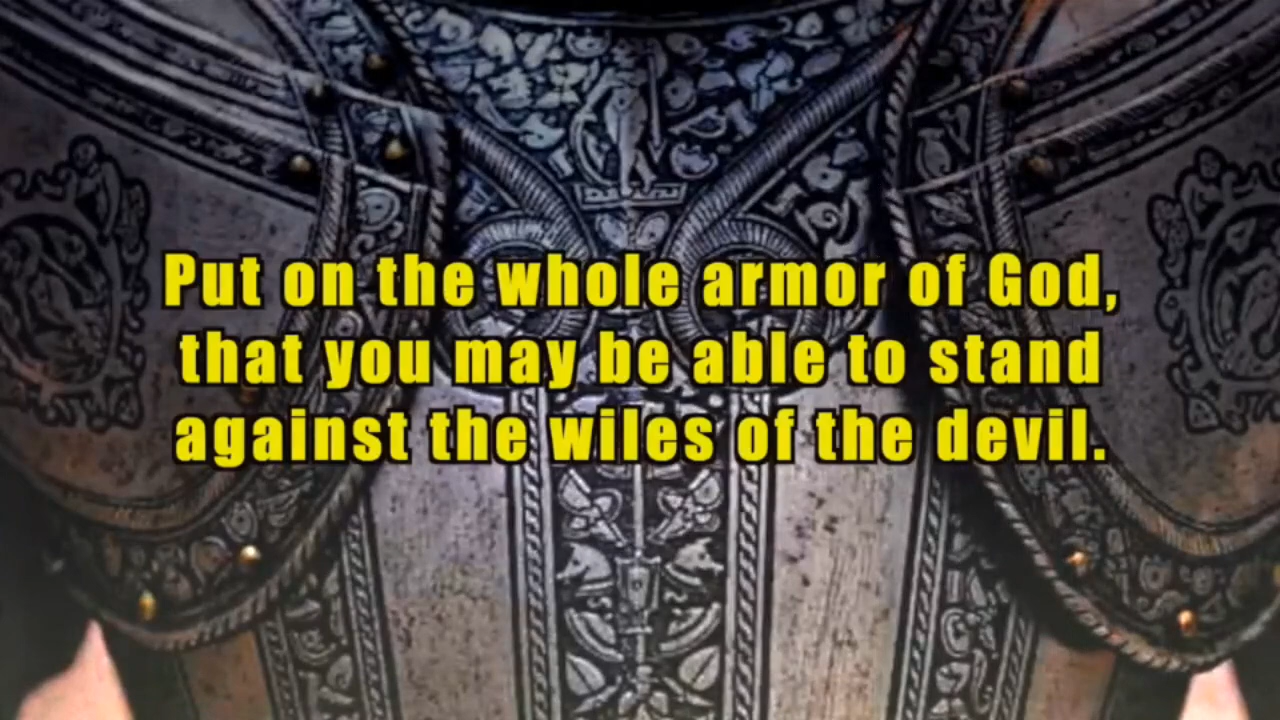 Put on the whole armor of God,
that you may be able to stand
against the wiles of the devil.